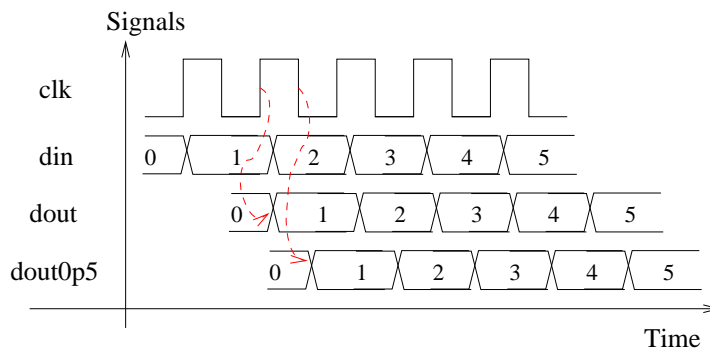 Signals
clk
din 0 1 2 3 4 5
dout 0 1 2 3 4 5
dout0p5 0 1 2 3 4 5
Time